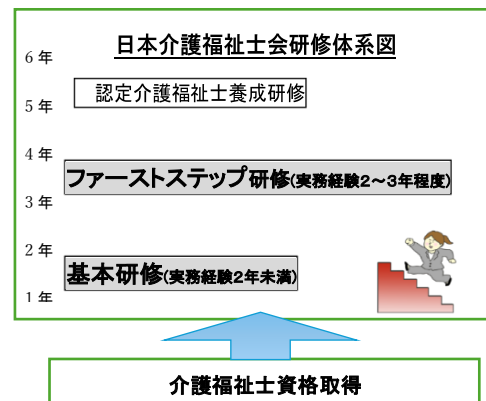 日本介護福祉士会研修体系図
6 年
認定介護福祉士養成研修
5 年
4 年
ファーストステップ研修(実務経験2～3年程度)
3 年
2 年
基本研修(実務経験2年未満)
1 年
介護福祉士資格取得